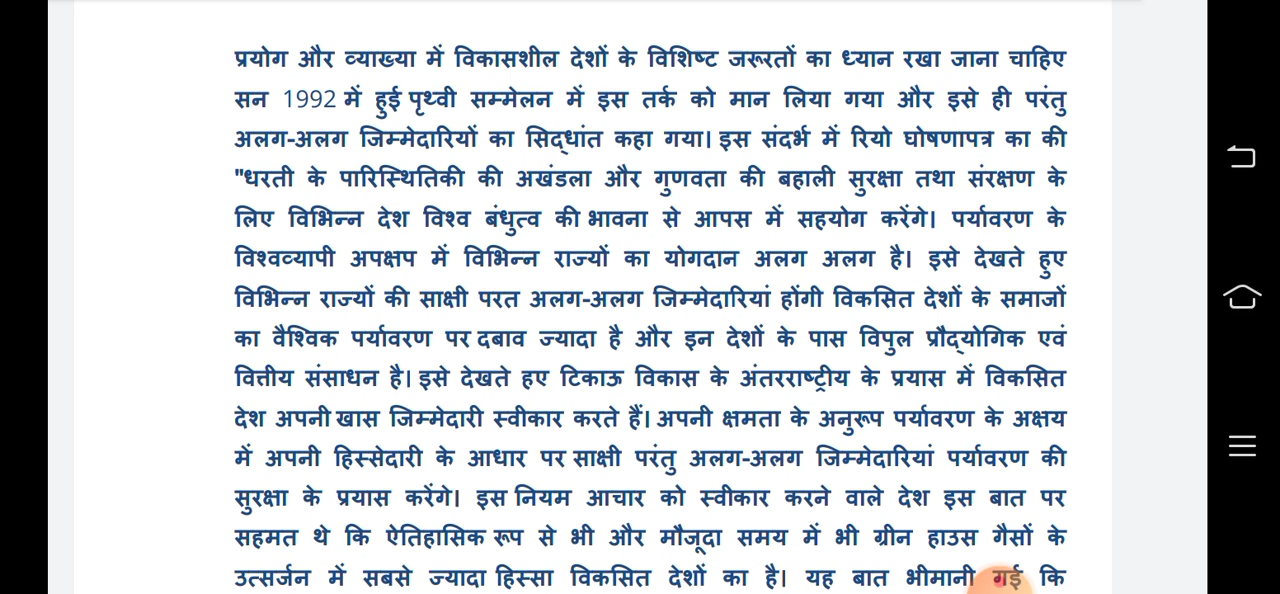 प्रयोग और व्याख्या में विकासशील देशों के विशिष्ट जरूरतों का ध्यान रखा जाना चाहिए
सन 1992 में हुई पृथ्वी सम्मेलन में इस तर्क को मान लिया गया और इसे ही परंतु
अलग-अलग जिम्मेदारियों का सिद्धांत कहा गया। इस संदर्भ में रियो घोषणापत्र का की
"धरती के पारिस्थितिकी की अखंडला और गुणवता की बहाली सुरक्षा तथा संरक्षण के
लिए विभिन्न देश विश्व बंधुत्व की भावना से आपस में सहयोग करेंगे। पर्यावरण के
विश्वव्यापी अपक्षप में विभिन्न राज्यों का योगदान अलग अलग है। इसे देखते हुए
विभिन्न राज्यों की साक्षी परत अलग-अलग जिम्मेदारियां होंगी विकसित देशों के समाजों
का वैश्विक पर्यावरण पर दबाव ज्यादा है और इन देशों के पास विपुल प्रौद्योगिक एवं
वित्तीय संसाधन है। इसे देखते हए टिकाऊ विकास के अंतरराष्ट्रीय के प्रयास में विकसित
देश अपनी खास जिम्मेदारी स्वीकार करते हैं। अपनी क्षमता के अनुरूप पर्यावरण के अक्षय
में अपनी हिस्सेदारी के आधार पर साक्षी परंतु अलग-अलग जिम्मेदारियां पर्यावरण की
सुरक्षा के प्रयास करेंगे। इस नियम आचार को स्वीकार करने वाले देश इस बात पर
सहमत थे कि ऐतिहासिक रूप से भी और मौजूदा समय में भी ग्रीन हाउस गैसों के
उत्सर्जन में सबसे ज्यादा हिस्सा विकसित देशों का है। यह बात भीमानी गई कि